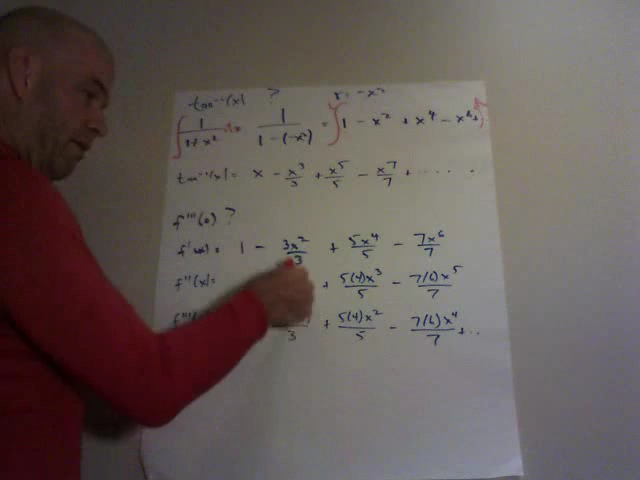 tan⁻¹(x) ? r = -x²
∫ 1/(1+x²) dx 1/(1-(-x²)) = ∫ 1 - x² + x⁴ - x⁶ +
tan⁻¹(x) = x - x³/3 + x⁵/5 - x⁷/7 + ......
f'''(0) ?
f'(x) = 1 - 3x²/3 + 5x⁴/5 - 7x⁶/7
f''(x) = + 5(4)x³/5 - 7(6)x⁵/7
f''' 3 + 5(4)x²/5 - 7(6)x⁴/7 + ..